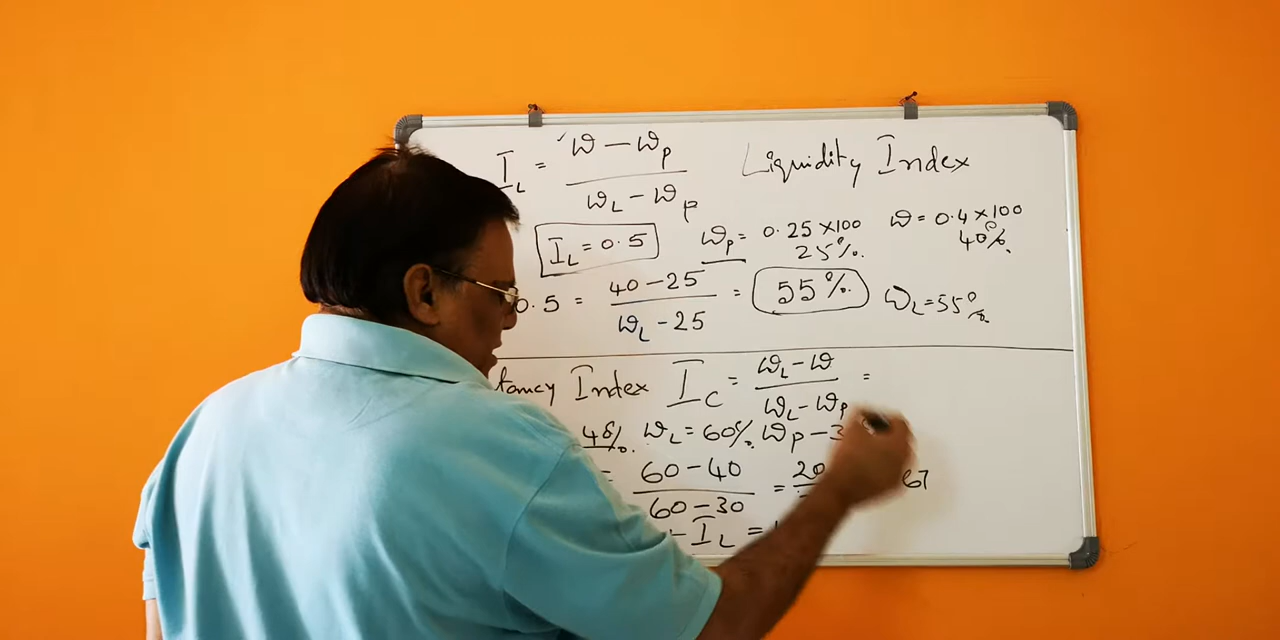 I_L = (w - w_p) / (w_L - w_p) Liquidity Index
I_L = 0.5 w_p = 0.25 × 100 w = 0.4 × 100
25%. 40%.
0.5 = (40 - 25) / (w_L - 25) = 55%. w_L = 55%
Index I_C = (w_L - w) / (w_L - w_p) =
w_L = 60%. w_p - 3
= (60 - 40) / (60 - 30) = 20 67
- I_L =